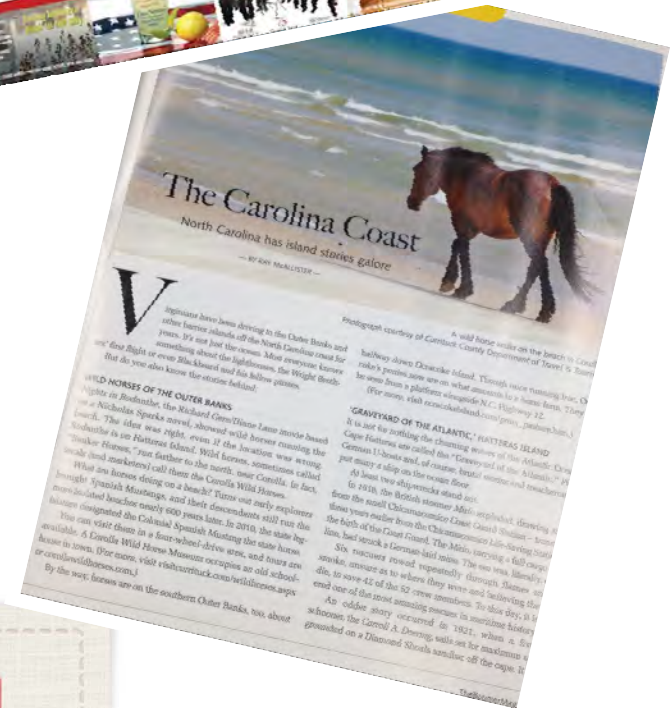 The Carolina Coast
North Carolina has island stories galore
— BY AMY McALLISTER —
A wild horse walks on the beach in
Photograph courtesy of Currituck County Department of Travel &
Virginians have been driving to the Outer Banks and
other barrier islands off the North Carolina coast for
years. It's not just the ocean. Most everyone knows
something about the lighthouses, the Wright Broth-
ers' first flight or even Blackbeard and his fellow pirates.
But do you also know the stories behind
WILD HORSES OF THE OUTER BANKS
Nights in Rodanthe, the Richard Gere/Diane Lane movie based
on a Nicholas Sparks novel, showed wild horses running the
beach. The idea was right, even if the location was wrong.
Rodanthe is on Hatteras Island. Wild horses, sometimes called
"Banker Horses," run farther to the north, near Corolla. In fact,
locals (and marketers) call them the Corolla Wild Horses.
What are horses doing on a beach? Turns out early explorers
brought Spanish Mustangs, and their descendants still run the
more isolated beaches nearly 600 years later. In 2010, the state leg-
islature designated the Colonial Spanish Mustang the state horse.
You can visit them in a four-wheel-drive area, and tours are
available. A Corolla Wild Horse Museum occupies an old school-
house in town. (For more, visit visitcurrituck.com/wildhorses.aspx
or corollawildhorses.com.)
By the way, horses are on the southern Outer Banks, too, about
halfway down Ocracoke Island. Though once running free,
coke's ponies now are on what amounts to a horse farm. They
be seen from a platform alongside N.C. Highway 12.
(For more, visit
'GRAVEYARD OF THE ATLANTIC,' HATTERAS ISLAND
It is not for nothing the churning waves of the Atlantic
Cape Hatteras are called the "Graveyard of the Atlantic."
German U-boats and, of course, brutal storms and
put many a ship on the ocean floor.
At least two shipwrecks stand out.
In 1918, the British steamer Mirlo exploded, drawing
from the small Chicamacomico Coast Guard Station –
three years earlier from the Chicamacomico Life-Saving
the birth of the Coast Guard. The Mirlo, carrying a full cargo
line, had struck a German-laid mine. The sea was, literally,
Six rescuers rowed repeatedly through flames
smoke, unsure as to where they were and believing they
die, to save 42 of the 52 crew members. To this day, it is
ered one of the most amazing rescues in maritime history.
An odder story occurred in 1921, when a
schooner, the Carroll A. Deering, sails set for maximum
grounded on a Diamond Shoals sandbar off the cape.